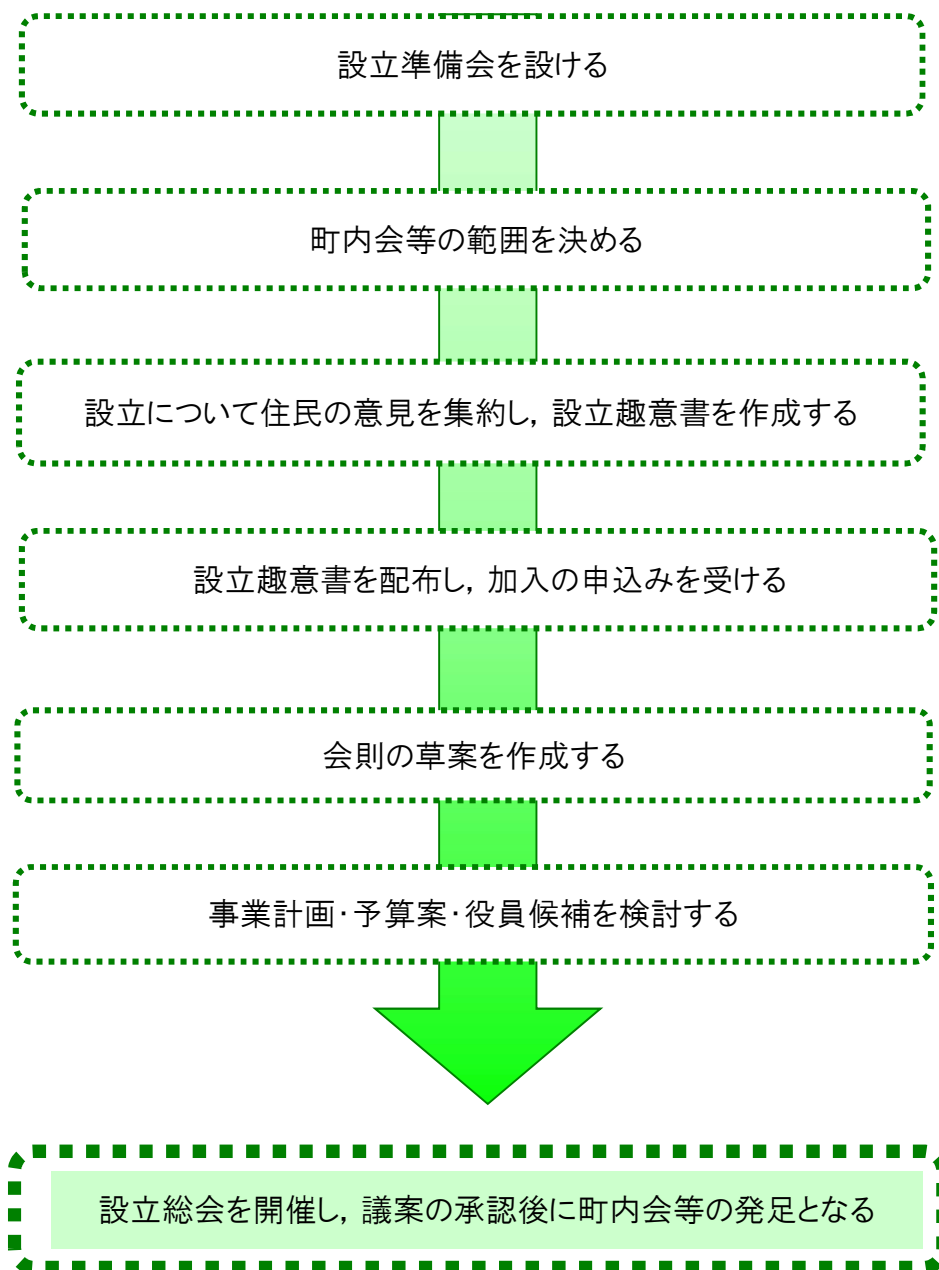 設立準備会を設ける
町内会等の範囲を決める
設立について住民の意見を集約し，設立趣意書を作成する
設立趣意書を配布し，加入の申込みを受ける
会則の草案を作成する
事業計画・予算案・役員候補を検討する
設立総会を開催し，議案の承認後に町内会等の発足となる